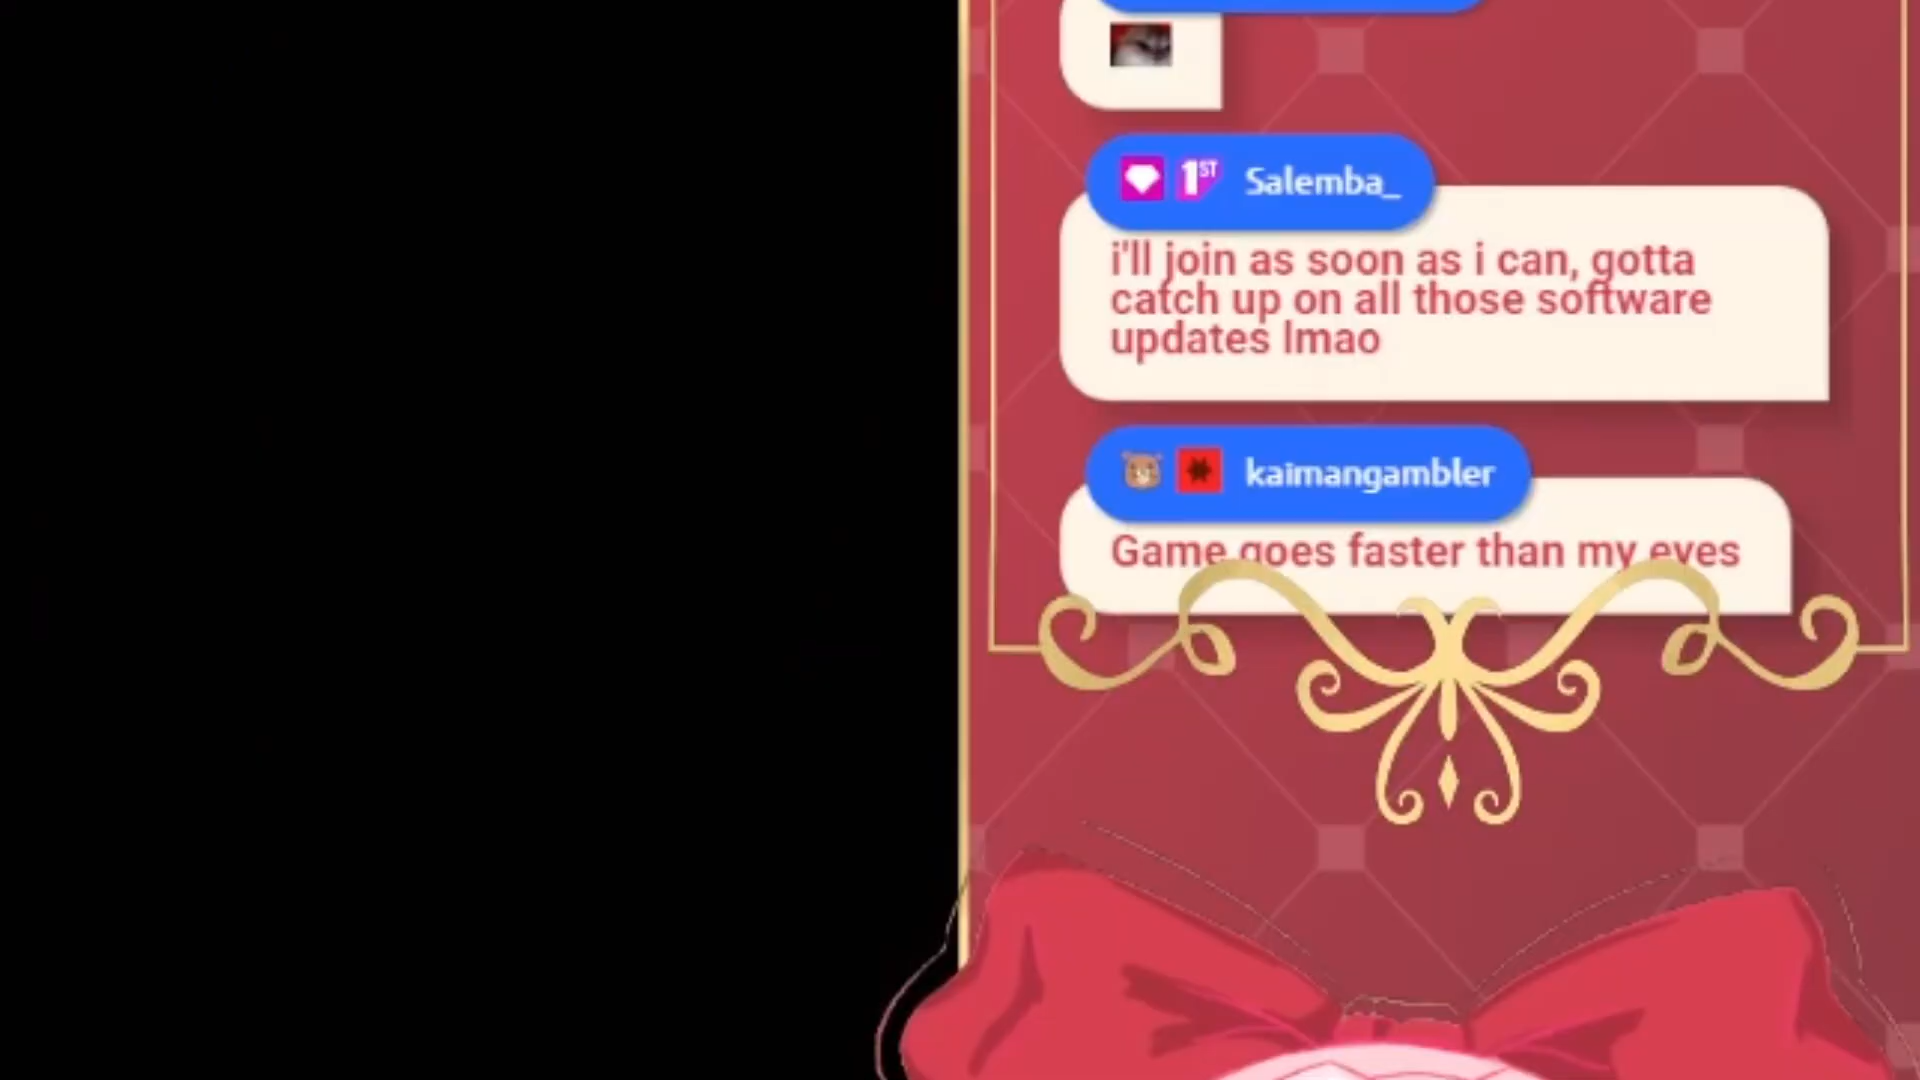 1ST Salemba_
i'll join as soon as i can, gotta
catch up on all those software
updates lmao
kaimangambler
Game goes faster than my eyes